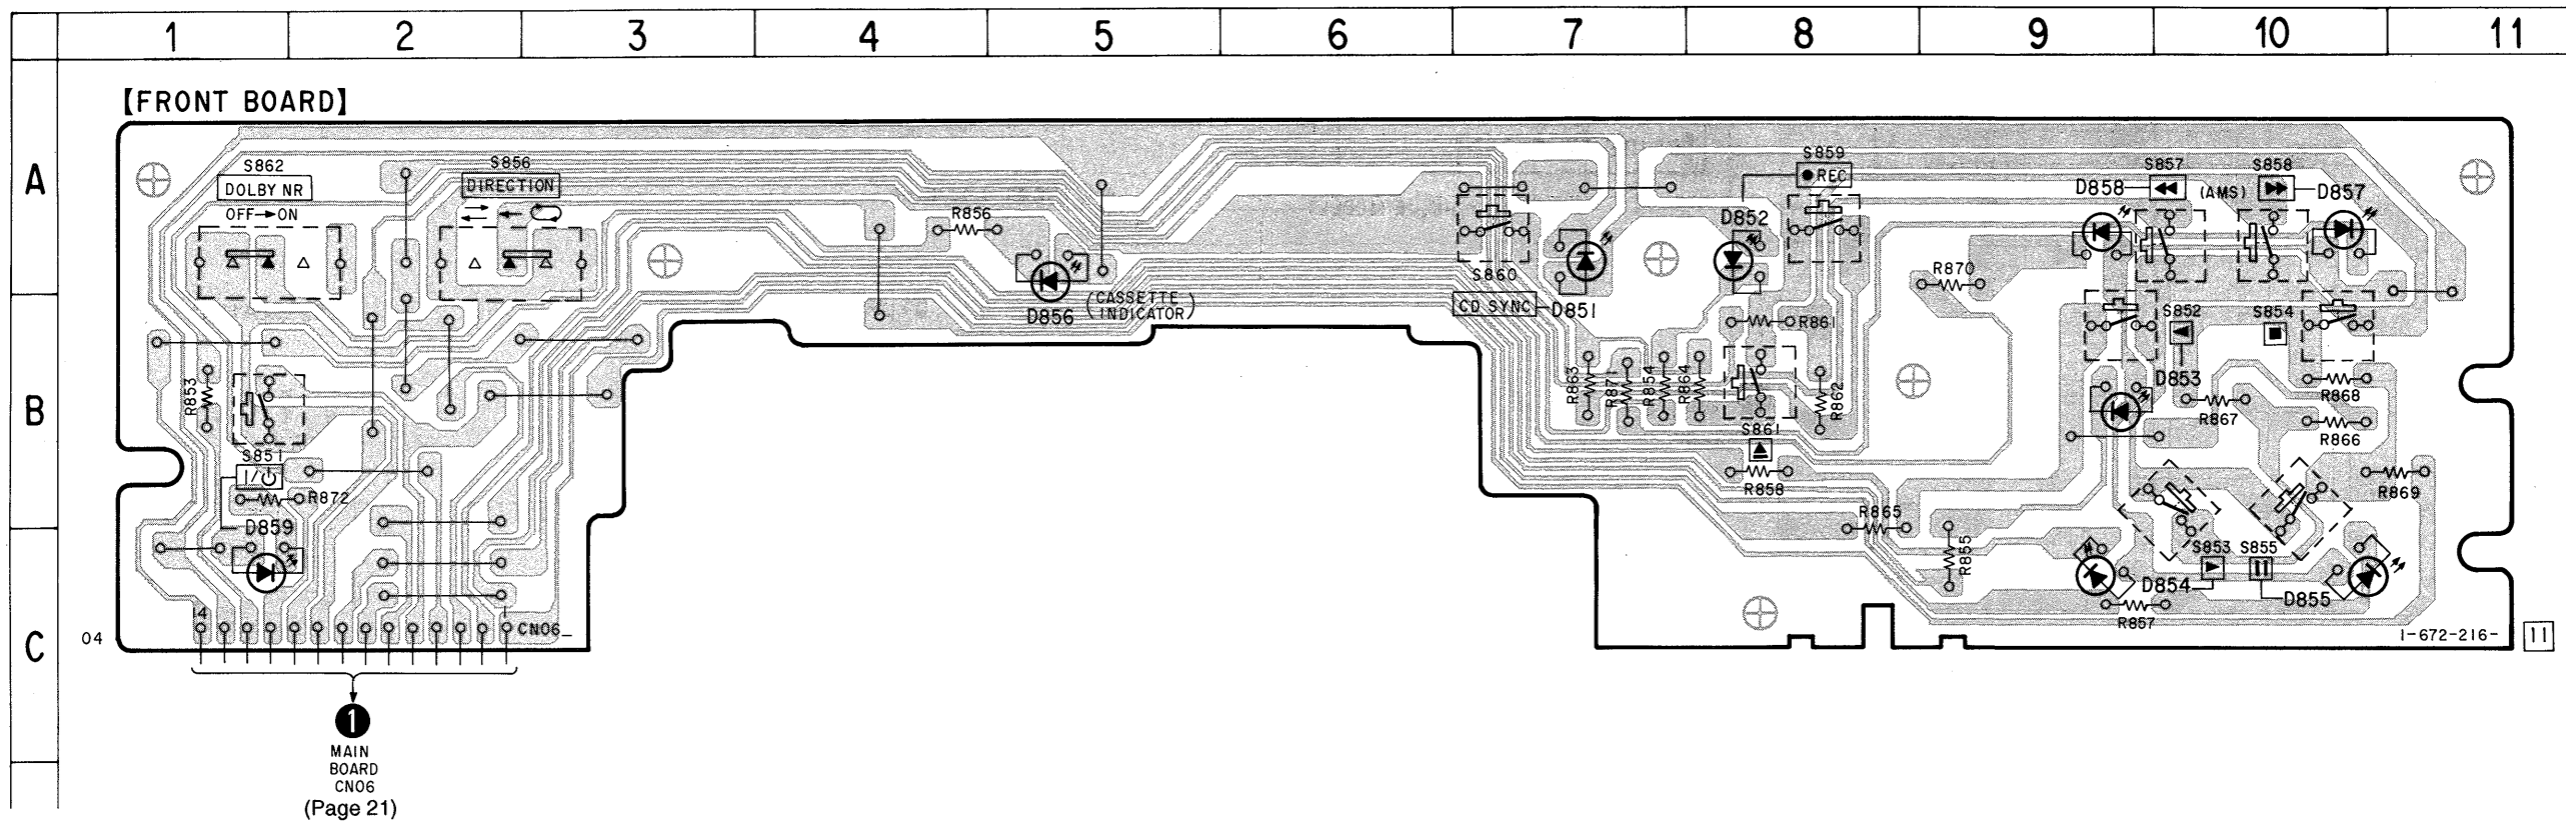 1 2 3 4 5 6 7 8 9 10 11
A
B
C
【FRONT BOARD】
S862
DOLBY NR
OFF→ON
S856
DIRECTION
R856
D856
(CASSETTE
INDICATOR)
S860
CD SYNC
D851
D852
S859
●REC
D858
S857
◀◀
(AMS)
S858
▶▶
D857
R870
R861
S852
◀
S854
■
R853
S851
I/⏻
R872
D859
R863
R871
R854
R864
R862
S861
R858
D853
R867
R868
R866
R869
R865
R855
S853
▶
S855
D854
D855
R857
14
1
CN06
04
1-672-216-
11
1
MAIN
BOARD
CN06
(Page 21)